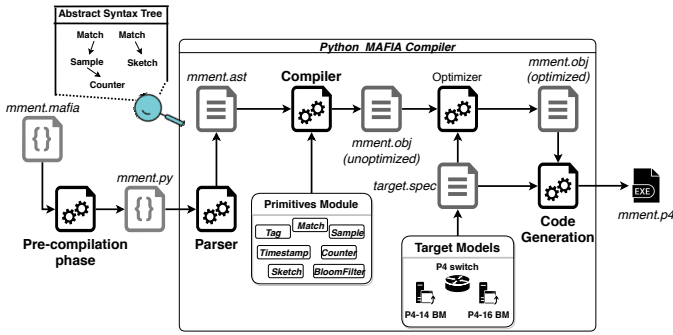 Abstract Syntax Tree
Match Match
Sample Sketch
Counter
Python MAFIA Compiler
mment.mafia
{}
Pre-compilation
phase
mment.py
{}
mment.ast
Parser
Compiler
mment.obj
(unoptimized)
Optimizer
mment.obj
(optimized)
target.spec
Code
Generation
EXE
mment.p4
Primitives Module
Tag Match Sample
Timestamp Counter
Sketch BloomFilter
Target Models
P4 switch
P4-14 BM P4-16 BM